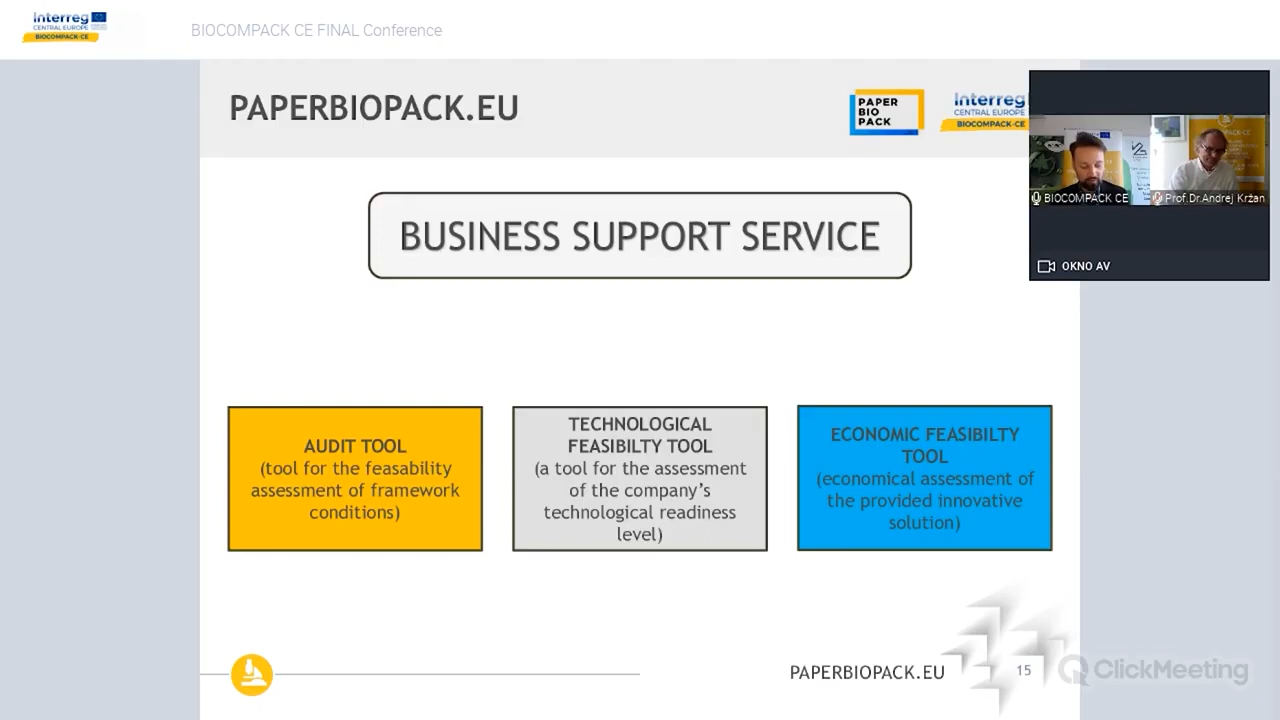 Interreg
CENTRAL EUROPE
BIOCOMPACK-CE
BIOCOMPACK CE FINAL Conference
PAPERBIOPACK.EU
PAPER
BIO
PACK
Interreg
CENTRAL EUROPE
BIOCOMPACK-CE
BIOCOMPACK CE
Prof.Dr.Andrej Kržan
OKNO AV
BUSINESS SUPPORT SERVICE
AUDIT TOOL
(tool for the feasability
assessment of framework
conditions)
TECHNOLOGICAL
FEASIBILTY TOOL
(a tool for the assessment
of the company's
technological readiness
level)
ECONOMIC FEASIBILTY
TOOL
(economical assessment of
the provided innovative
solution)
PAPERBIOPACK.EU
15
ClickMeeting